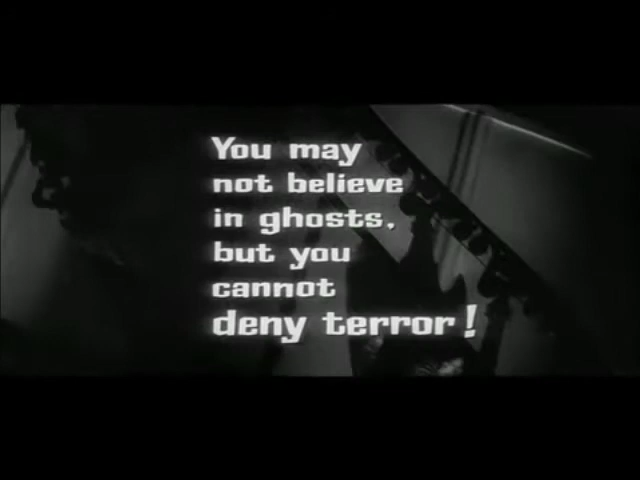 You may
not believe
in ghosts,
but you
cannot
deny terror!